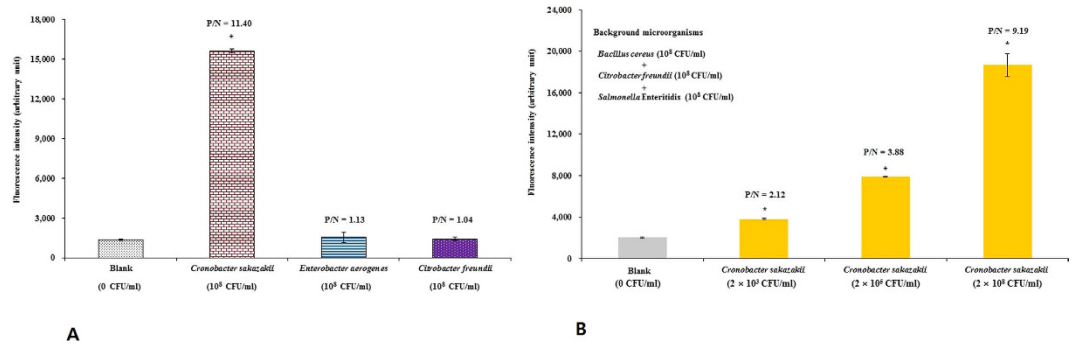 18,000
15,000
12,000
9,000
6,000
3,000
0
Fluorescence intensity (arbitrary unit)
P/N = 11.40
*
P/N = 1.13
P/N = 1.04
Blank
(0 CFU/ml)
Cronobacter sakazakii
(10⁸ CFU/ml)
Enterobacter aerogenes
(10⁸ CFU/ml)
Citrobacter freundii
(10⁸ CFU/ml)
A
24,000
20,000
16,000
12,000
8,000
4,000
0
Fluorescence intensity (arbitrary unit)
Background microorganisms
Bacillus cereus (10⁸ CFU/ml)
+
Citrobacter freundii (10⁸ CFU/ml)
+
Salmonella Enteritidis (10⁸ CFU/ml)
P/N = 2.12
*
P/N = 3.88
*
P/N = 9.19
*
Blank
(0 CFU/ml)
Cronobacter sakazakii
(2 × 10³ CFU/ml)
Cronobacter sakazakii
(2 × 10⁶ CFU/ml)
Cronobacter sakazakii
(2 × 10⁸ CFU/ml)
B